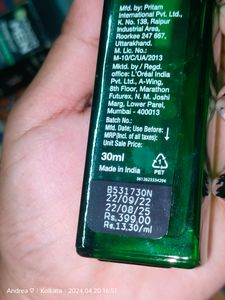 Mfd. by: Pritam
International Pvt. Ltd.,
K. No. 138, Raipur
Industrial Area,
Roorkee 247 667,
Uttarakhand.
M. Lic. No.:
M-10/C/UA/2013
Mktd. by / Regd.
office: L'Oréal India
Pvt. Ltd., A-Wing,
8th Floor, Marathon
Futurex, N. M. Joshi
Marg, Lower Parel,
Mumbai - 400013
Batch No.:
Mfd. Date; Use Before:
MRP(incl. of all taxes):
Unit Sale Price:
30ml
Made in India
PET
B531730N
22/09/22
22/08/25
Rs.399.00
Rs.13.30/ml
Andrea
Kolkata
2024.04.20 16:51